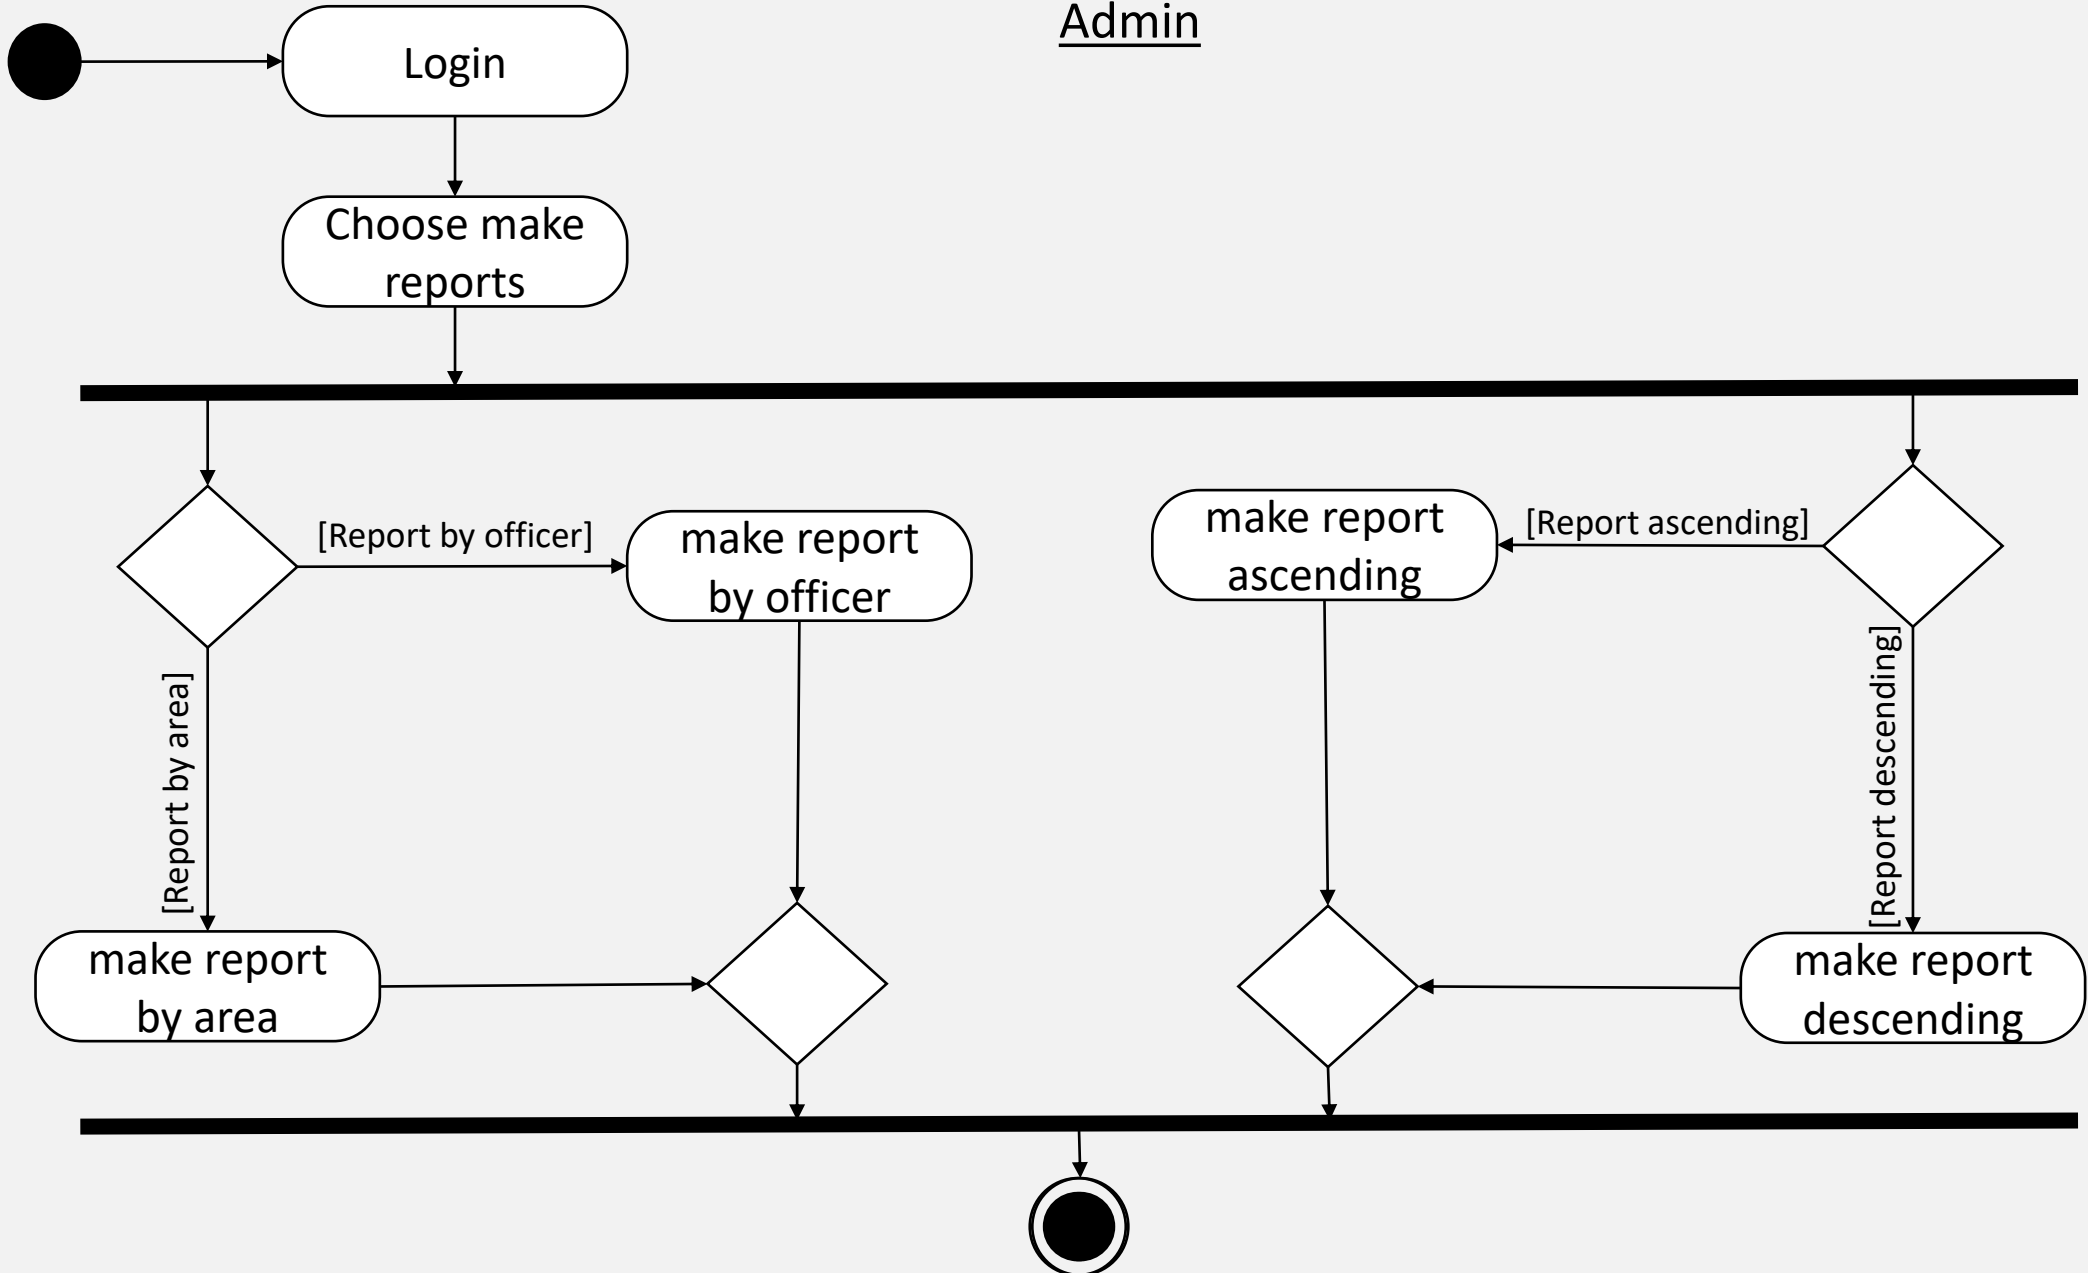 Admin
Login
Choose make
reports
[Report by officer]
make report
by officer
make report
ascending
[Report ascending]
[Report by area]
[Report descending]
make report
by area
make report
descending